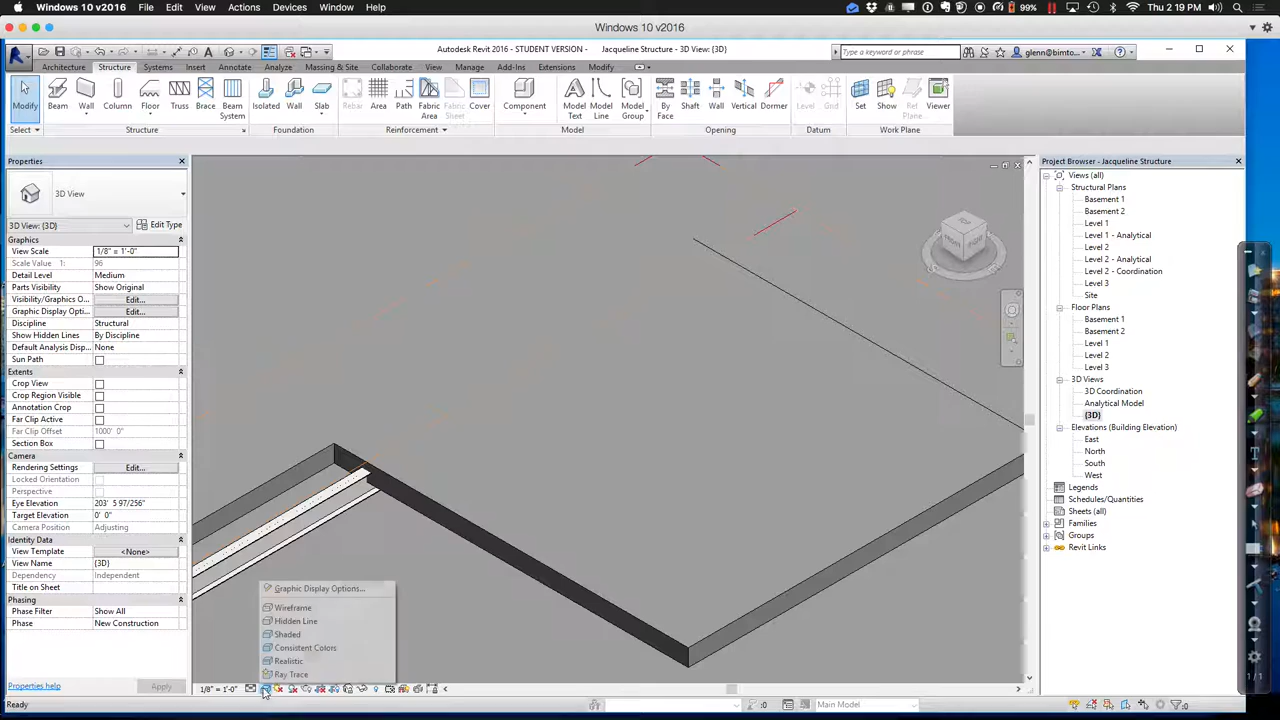 Windows 10 v2016 File Edit View Actions Devices Window Help 99% Thu 2:19 PM
Windows 10 v2016
Autodesk Revit 2016 - STUDENT VERSION - Jacqueline Structure - 3D View: {3D}
Type a keyword or phrase
glenn@bimto...
Architecture Structure Systems Insert Annotate Analyze Massing & Site Collaborate View Manage Add-Ins Extensions Modify
Modify Beam Wall Column Floor Truss Brace Beam System Isolated Wall Slab Rebar Area Path Fabric Area Fabric Sheet Cover Component Model Text Model Line Model Group By Face Shaft Wall Vertical Dormer Level Grid Set Show Ref Plane Viewer
Select Structure Foundation Reinforcement Model Opening Datum Work Plane
Properties
3D View
3D View: {3D} Edit Type
Graphics
View Scale 1/8" = 1'-0"
Scale Value 1: 96
Detail Level Medium
Parts Visibility Show Original
Visibility/Graphics O... Edit...
Graphic Display Opti... Edit...
Discipline Structural
Show Hidden Lines By Discipline
Default Analysis Disp... None
Sun Path
Extents
Crop View
Crop Region Visible
Annotation Crop
Far Clip Active
Far Clip Offset 1000' 0"
Section Box
Camera
Rendering Settings Edit...
Locked Orientation
Perspective
Eye Elevation 203' 5 97/256"
Target Elevation 0' 0"
Camera Position Adjusting
Identity Data
View Template <None>
View Name {3D}
Dependency Independent
Title on Sheet
Phasing
Phase Filter Show All
Phase New Construction
Properties help Apply
TOP
FRONT
Graphic Display Options...
Wireframe
Hidden Line
Shaded
Consistent Colors
Realistic
Ray Trace
1/8" = 1'-0"
Project Browser - Jacqueline Structure
Views (all)
Structural Plans
Basement 1
Basement 2
Level 1
Level 1 - Analytical
Level 2
Level 2 - Analytical
Level 2 - Coordination
Level 3
Site
Floor Plans
Basement 1
Basement 2
Level 1
Level 2
Level 3
3D Views
3D Coordination
Analytical Model
{3D}
Elevations (Building Elevation)
East
North
South
West
Legends
Schedules/Quantities
Sheets (all)
Families
Groups
Revit Links
1 / 1
Ready :0 Main Model :0